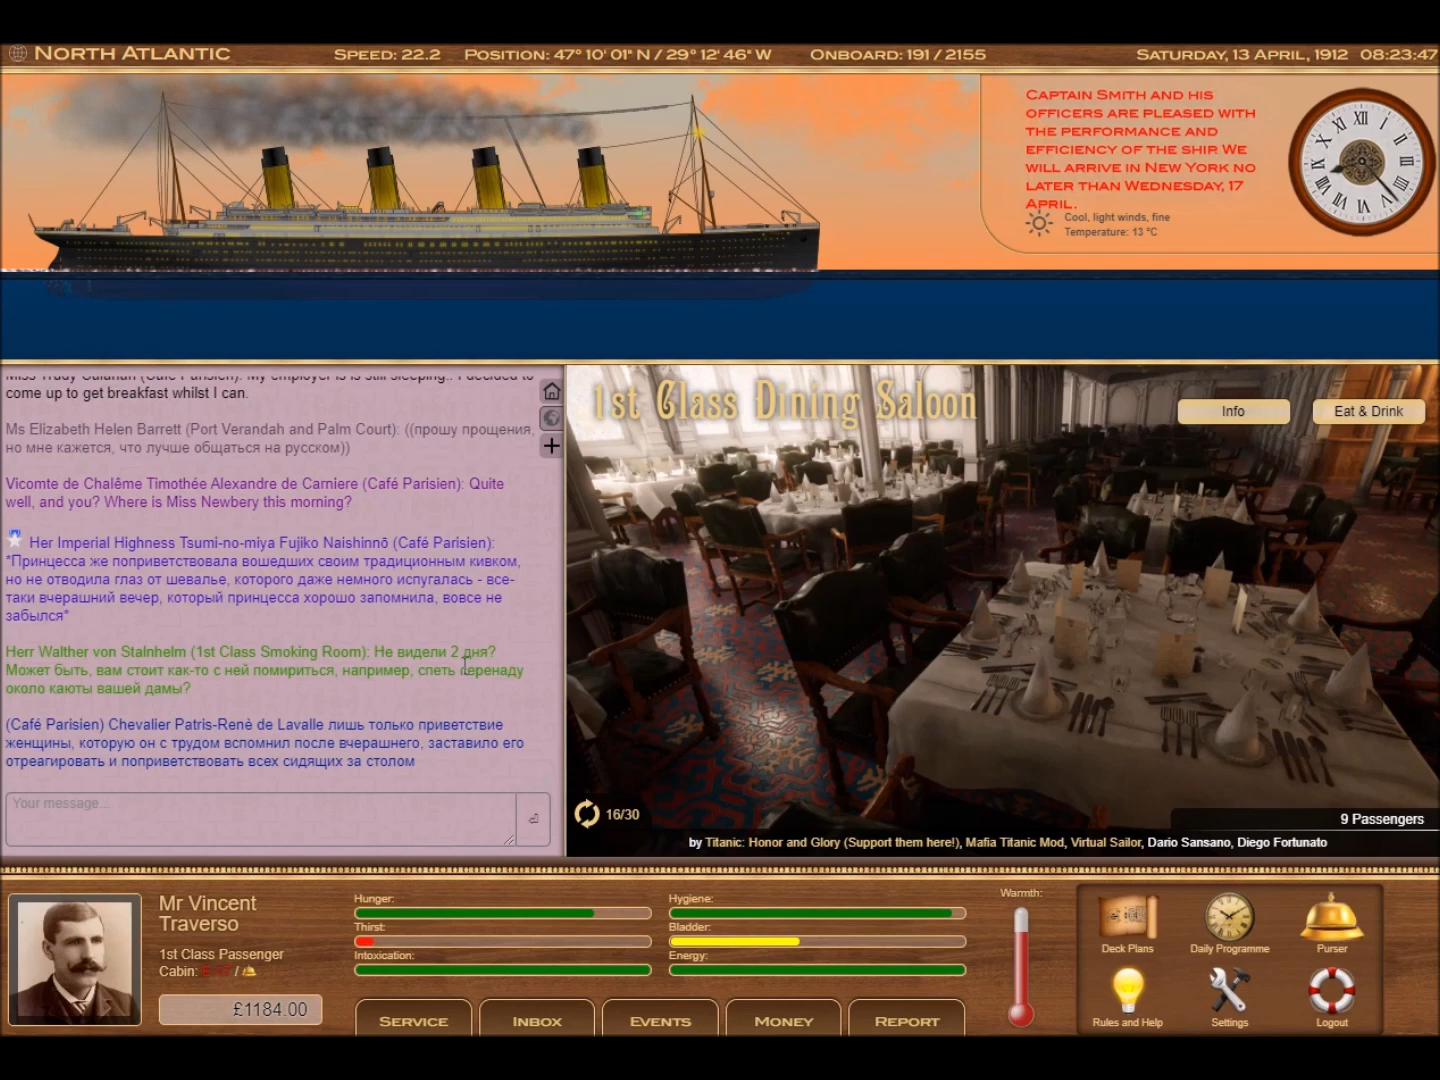 NORTH ATLANTIC
SPEED: 22.2
POSITION: 47° 10' 01" N / 29° 12' 46" W
ONBOARD: 191 / 2155
SATURDAY, 13 APRIL, 1912 08:23:47
CAPTAIN SMITH AND HIS
OFFICERS ARE PLEASED WITH
THE PERFORMANCE AND
EFFICIENCY OF THE SHIP. WE
WILL ARRIVE IN NEW YORK NO
LATER THAN WEDNESDAY, 17
APRIL.
Cool, light winds, fine
Temperature: 13 °C
XII
I
III
VI
IX
XI
come up to get breakfast whilst I can.
Ms Elizabeth Helen Barrett (Port Verandah and Palm Court): ((прошу прощения,
но мне кажется, что лучше общаться на русском))
Vicomte de Chalême Timothée Alexandre de Carniere (Café Parisien): Quite
well, and you? Where is Miss Newbery this morning?
Her Imperial Highness Tsumi-no-miya Fujiko Naishinnō (Café Parisien):
*Принцесса же поприветствовала вошедших своим традиционным кивком,
но не отводила глаз от шевалье, которого даже немного испугалась - все-
таки вчерашний вечер, который принцесса хорошо запомнила, вовсе не
забылся*
Herr Walther von Stalnhelm (1st Class Smoking Room): Не видели 2 дня?
Может быть, вам стоит как-то с ней помириться, например, спеть серенаду
около каюты вашей дамы?
(Café Parisien) Chevalier Patris-Renè de Lavalle лишь только приветствие
женщины, которую он с трудом вспомнил после вчерашнего, заставило его
отреагировать и поприветствовать всех сидящих за столом
Your message...
1st Class Dining Saloon
Info
Eat & Drink
16/30
9 Passengers
by Titanic: Honor and Glory (Support them here!), Mafia Titanic Mod, Virtual Sailor, Dario Sansano, Diego Fortunato
Mr Vincent
Traverso
1st Class Passenger
Cabin: /
£1184.00
Hunger:
Thirst:
Intoxication:
Hygiene:
Bladder:
Energy:
Warmth:
SERVICE
INBOX
EVENTS
MONEY
REPORT
Deck Plans
Daily Programme
Purser
Rules and Help
Settings
Logout